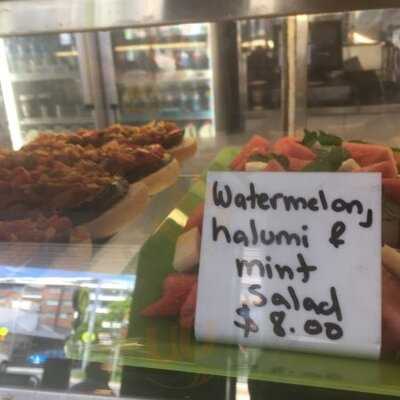 Watermelon,
halumi &
mint
Salad
$8.00